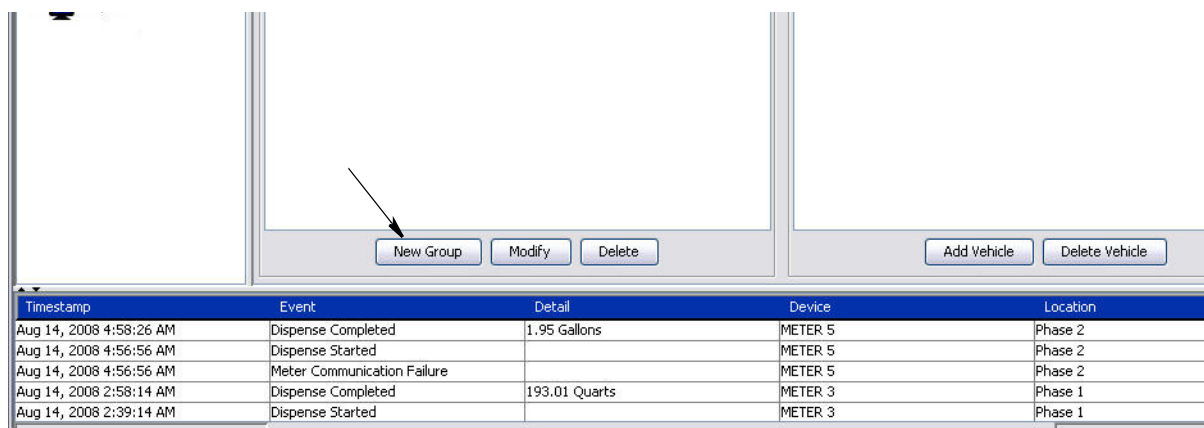 New Group Modify Delete Add Vehicle Delete Vehicle
Timestamp Event Detail Device Location
Aug 14, 2008 4:58:26 AM Dispense Completed 1.95 Gallons METER 5 Phase 2
Aug 14, 2008 4:56:56 AM Dispense Started METER 5 Phase 2
Aug 14, 2008 4:56:56 AM Meter Communication Failure METER 5 Phase 2
Aug 14, 2008 2:58:14 AM Dispense Completed 193.01 Quarts METER 3 Phase 1
Aug 14, 2008 2:39:14 AM Dispense Started METER 3 Phase 1